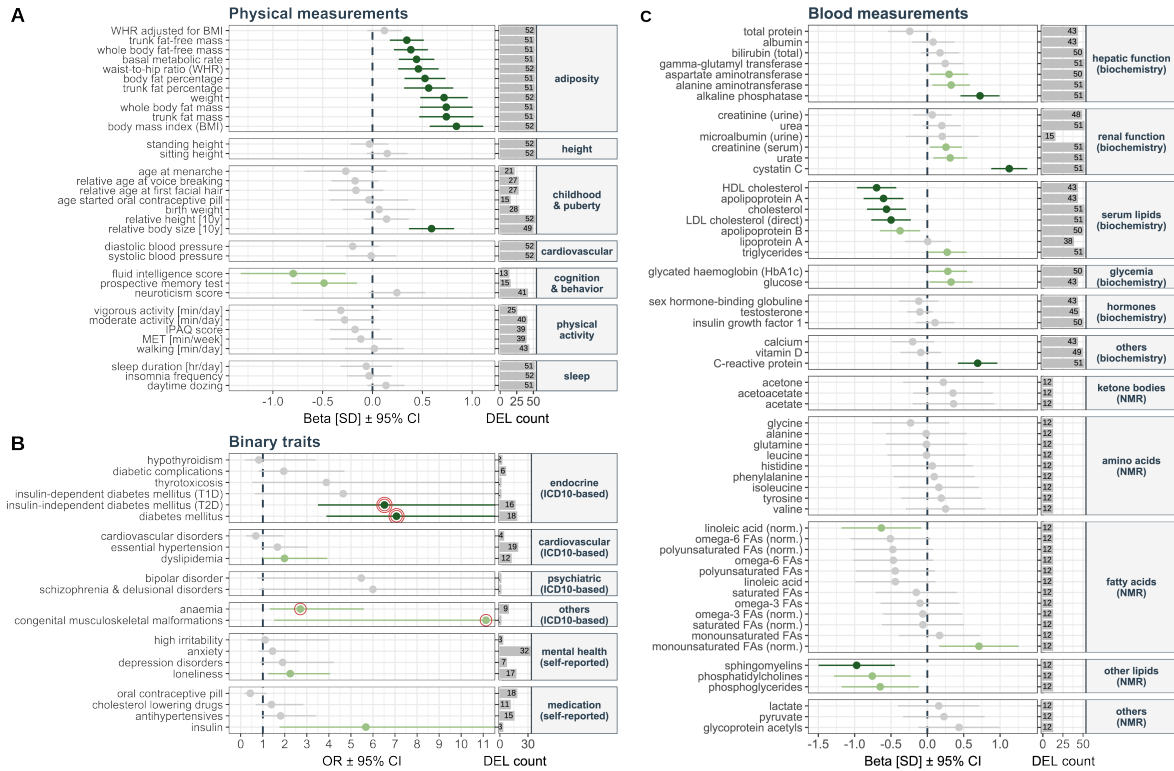 A
Physical measurements
WHR adjusted for BMI 52
trunk fat-free mass 51
whole body fat-free mass 51
basal metabolic rate 51
waist-to-hip ratio (WHR) 52
body fat percentage 51
trunk fat percentage 51
weight 52
whole body fat mass 51
trunk fat mass 51
body mass index (BMI) 52
adiposity
standing height 52
sitting height 52
height
age at menarche 21
relative age at voice breaking 27
relative age at first facial hair 27
age started oral contraceptive pill 15
birth weight 28
relative height [10y] 52
relative body size [10y] 49
childhood
& puberty
diastolic blood pressure 52
systolic blood pressure 52
cardiovascular
fluid intelligence score 13
prospective memory test 15
neuroticism score 41
cognition
& behavior
vigorous activity [min/day] 25
moderate activity [min/day] 40
IPAQ score 39
MET [min/week] 39
walking [min/day] 43
physical
activity
sleep duration [hr/day] 51
insomnia frequency 52
daytime dozing 51
sleep
-1.0 -0.5 0.0 0.5 1.0 0 25 50
Beta [SD] ± 95% CI DEL count
B
Binary traits
hypothyroidism
diabetic complications 6
thyrotoxicosis
insulin-dependent diabetes mellitus (T1D)
insulin-independent diabetes mellitus (T2D) 16
diabetes mellitus 18
endocrine
(ICD10-based)
cardiovascular disorders 4
essential hypertension 19
dyslipidemia 12
cardiovascular
(ICD10-based)
bipolar disorder
schizophrenia & delusional disorders
psychiatric
(ICD10-based)
anaemia 9
congenital musculoskeletal malformations
others
(ICD10-based)
high irritability 3
anxiety 32
depression disorders 7
loneliness 17
mental health
(self-reported)
oral contraceptive pill 18
cholesterol lowering drugs 11
antihypertensives 15
insulin 3
medication
(self-reported)
0 1 2 3 4 5 6 7 8 9 10 11 0 30
OR ± 95% CI DEL count
C
Blood measurements
total protein 43
albumin 43
bilirubin (total) 50
gamma-glutamyl transferase 51
aspartate aminotransferase 50
alanine aminotransferase 51
alkaline phosphatase 51
hepatic function
(biochemistry)
creatinine (urine) 48
urea 51
microalbumin (urine) 15
creatinine (serum) 51
urate 51
cystatin C 51
renal function
(biochemistry)
HDL cholesterol 43
apolipoprotein A 43
cholesterol 51
LDL cholesterol (direct) 51
apolipoprotein B 50
lipoprotein A 38
triglycerides 51
serum lipids
(biochemistry)
glycated haemoglobin (HbA1c) 50
glucose 43
glycemia
(biochemistry)
sex hormone-binding globuline 43
testosterone 45
insulin growth factor 1 50
hormones
(biochemistry)
calcium 43
vitamin D 49
C-reactive protein 51
others
(biochemistry)
acetone 12
acetoacetate 12
acetate 12
ketone bodies
(NMR)
glycine 12
alanine 12
glutamine 12
leucine 12
histidine 12
phenylalanine 12
isoleucine 12
tyrosine 12
valine 12
amino acids
(NMR)
linoleic acid (norm.) 12
omega-6 FAs (norm.) 12
polyunsaturated FAs (norm.) 12
omega-6 FAs 12
polyunsaturated FAs 12
linoleic acid 12
saturated FAs 12
omega-3 FAs 12
omega-3 FAs (norm.) 12
saturated FAs (norm.) 12
monounsaturated FAs 12
monounsaturated FAs (norm.) 12
fatty acids
(NMR)
sphingomyelins 12
phosphatidylcholines 12
phosphoglycerides 12
other lipids
(NMR)
lactate 12
pyruvate 12
glycoprotein acetyls 12
others
(NMR)
-1.5 -1.0 -0.5 0.0 0.5 1.0 0 25 50
Beta [SD] ± 95% CI DEL count